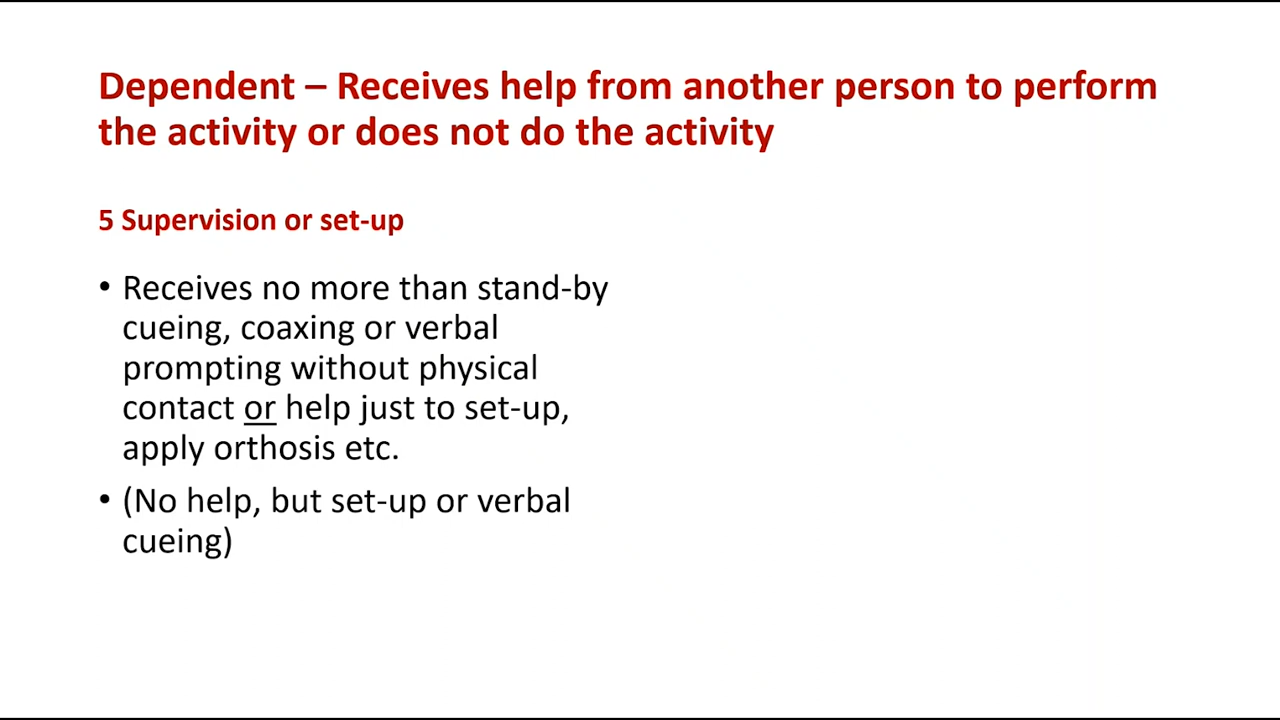 Dependent – Receives help from another person to perform
the activity or does not do the activity
5 Supervision or set-up
• Receives no more than stand-by
cueing, coaxing or verbal
prompting without physical
contact or help just to set-up,
apply orthosis etc.
• (No help, but set-up or verbal
cueing)